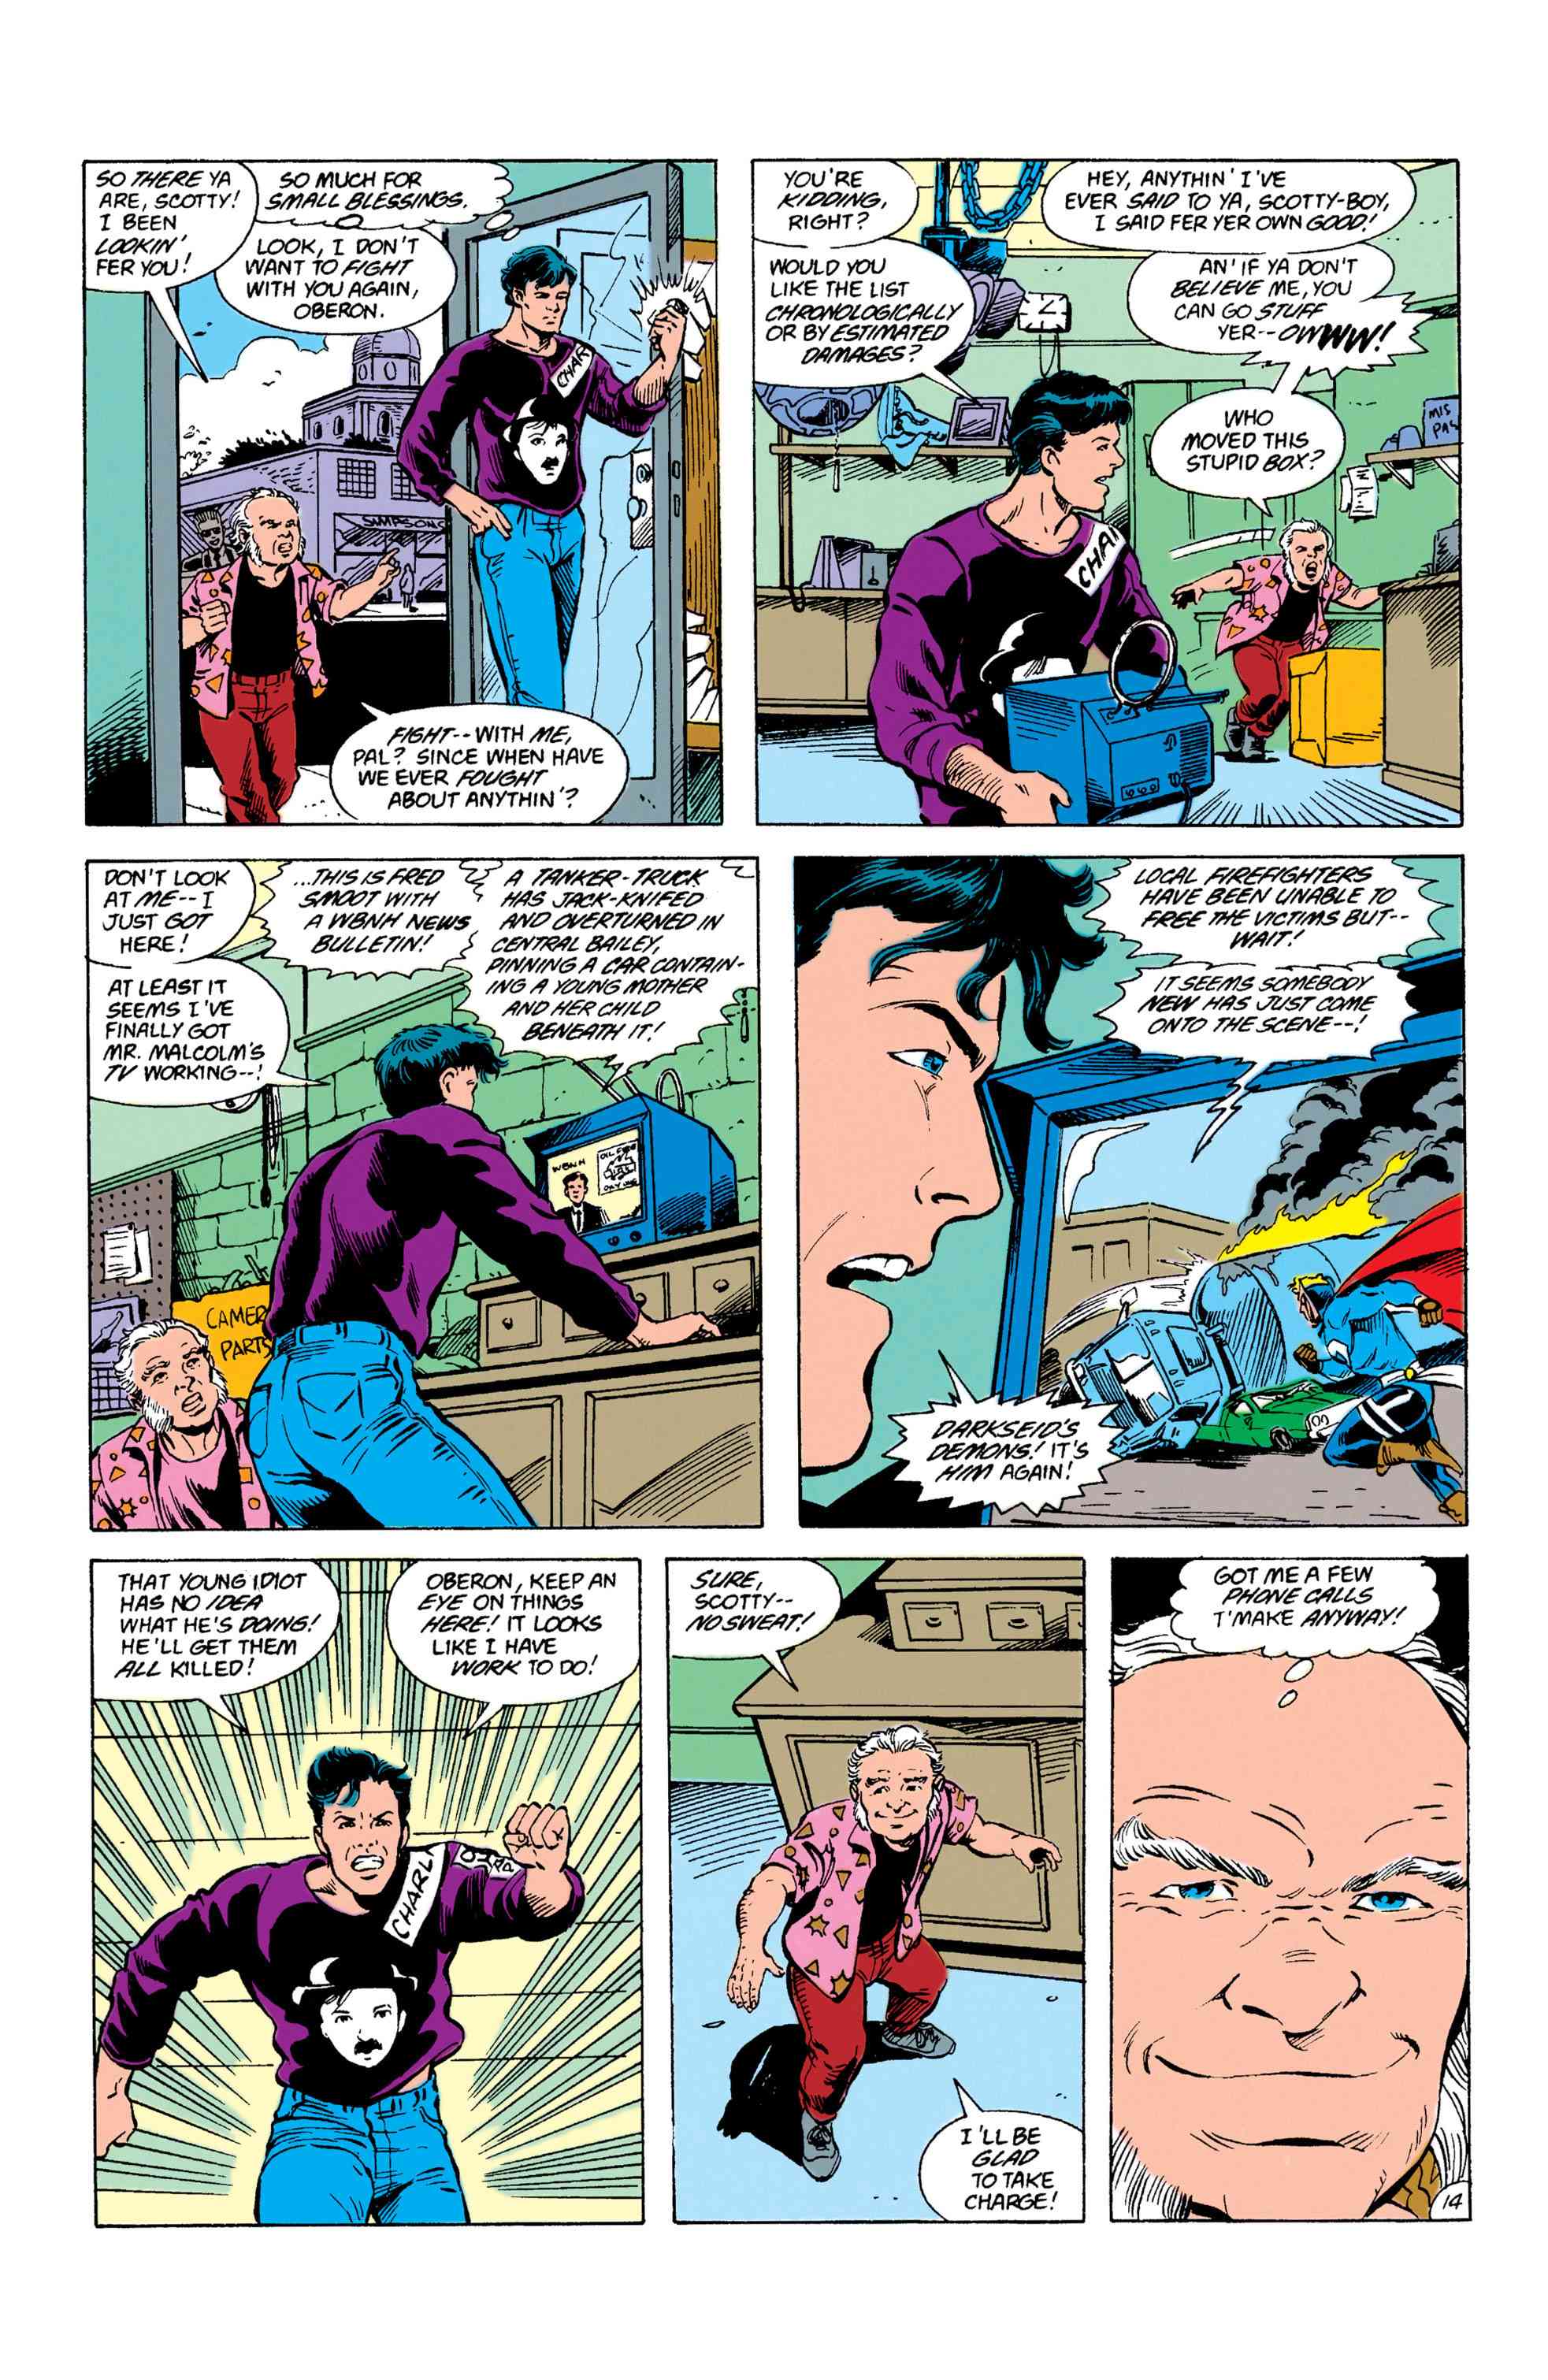 SO THERE YA
ARE, SCOTTY!
I BEEN
LOOKIN'
FER YOU!
SO MUCH FOR
SMALL BLESSINGS.
LOOK, I DON'T
WANT TO FIGHT
WITH YOU AGAIN,
OBERON.
CHAR
SIMPSONS
FIGHT--WITH ME,
PAL? SINCE WHEN HAVE
WE EVER FOUGHT
ABOUT ANYTHIN'?
YOU'RE
KIDDING,
RIGHT?
WOULD YOU
LIKE THE LIST
CHRONOLOGICALLY
OR BY ESTIMATED
DAMAGES?
HEY, ANYTHIN' I'VE
EVER SAID TO YA, SCOTTY-BOY,
I SAID FER YER OWN GOOD!
AN' IF YA DON'T
BELIEVE ME, YOU
CAN GO STUFF
YER--OWWWW!
WHO
MOVED THIS
STUPID BOX?
MIS
PA
CHAR
DON'T LOOK
AT ME--I
JUST GOT
HERE!
AT LEAST IT
SEEMS I'VE
FINALLY GOT
MR. MALCOLM'S
TV WORKING--!
...THIS IS FRED
SMOOT WITH
A WBNH NEWS
BULLETIN!
A TANKER-TRUCK
HAS JACK-KNIFED
AND OVERTURNED IN
CENTRAL BAILEY,
PINNING A CAR CONTAIN-
ING A YOUNG MOTHER
AND HER CHILD
BENEATH IT!
WBNH
CAMER
PARTS
LOCAL FIREFIGHTERS
HAVE BEEN UNABLE TO
FREE THE VICTIMS BUT--
WAIT!
IT SEEMS SOMEBODY
NEW HAS JUST COME
ONTO THE SCENE--!
DARKSEID'S
DEMONS! IT'S
HIM AGAIN!
THAT YOUNG IDIOT
HAS NO IDEA
WHAT HE'S DOING!
HE'LL GET THEM
ALL KILLED!
OBERON, KEEP AN
EYE ON THINGS
HERE! IT LOOKS
LIKE I HAVE
WORK TO DO!
CHARL
SURE,
SCOTTY--
NO SWEAT!
I'LL BE
GLAD
TO TAKE
CHARGE!
GOT ME A FEW
PHONE CALLS
T'MAKE ANYWAY!
14